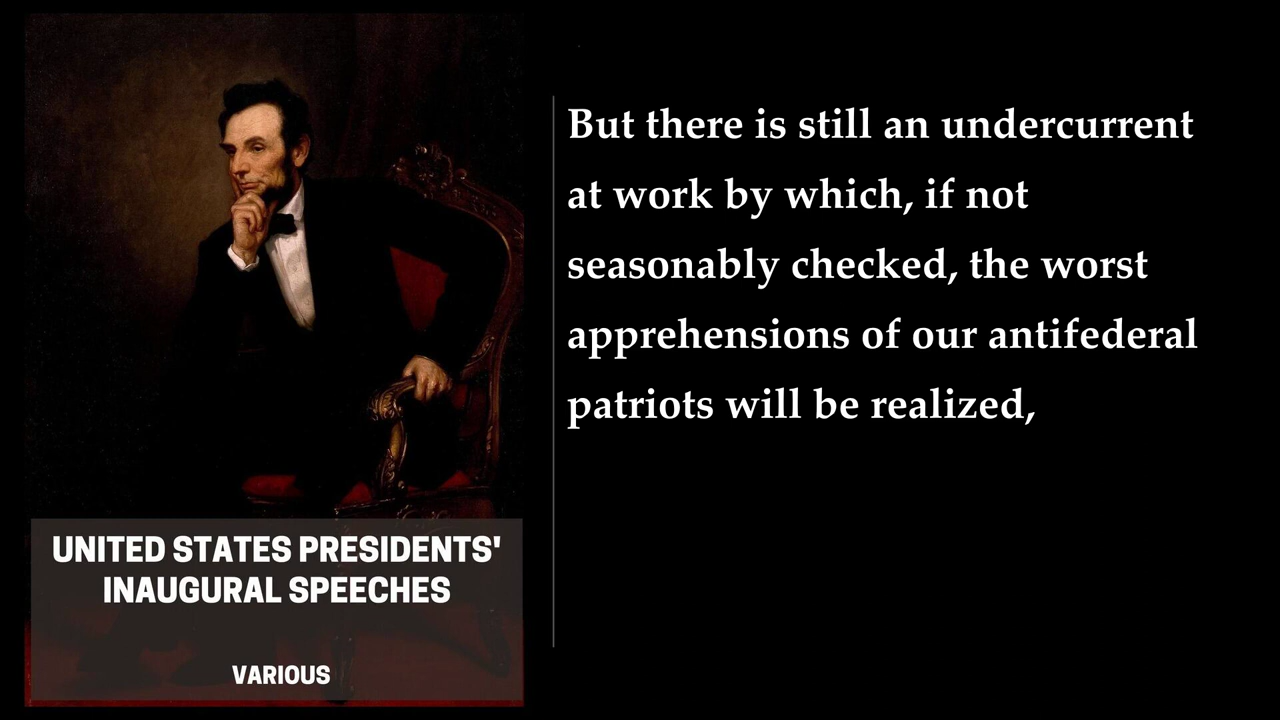 But there is still an undercurrent
at work by which, if not
seasonably checked, the worst
apprehensions of our antifederal
patriots will be realized,
UNITED STATES PRESIDENTS'
INAUGURAL SPEECHES
VARIOUS